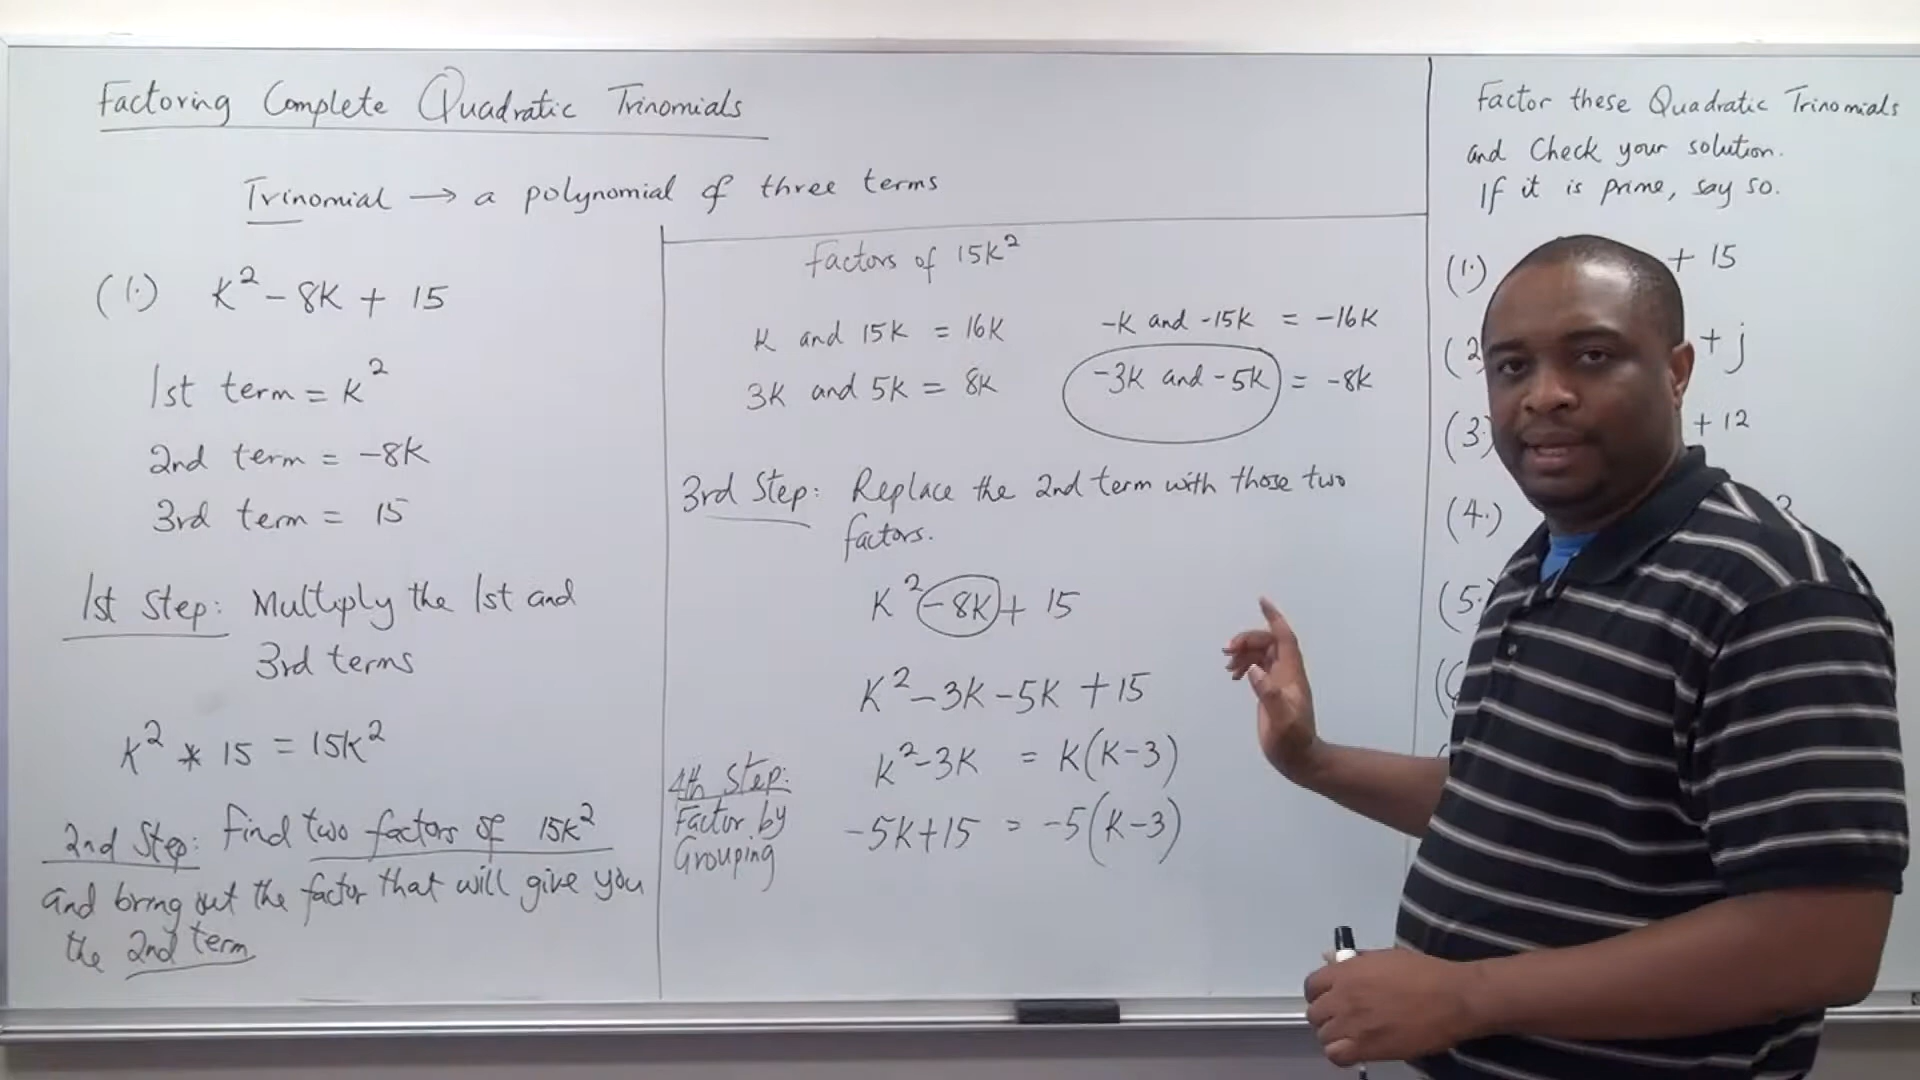 Factoring Complete Quadratic Trinomials
Trinomial → a polynomial of three terms
(1.) K² - 8K + 15
1st term = K²
2nd term = -8K
3rd term = 15
1st Step: Multiply the 1st and
3rd terms
K² * 15 = 15K²
2nd Step: Find two factors of 15K²
and bring out the factor that will give you
the 2nd term
Factors of 15K²
K and 15K = 16K
3K and 5K = 8K
-K and -15K = -16K
-3K and -5K = -8K
3rd Step: Replace the 2nd term with those two
factors.
K² - 8K + 15
K² - 3K - 5K + 15
4th Step:
Factor by
Grouping
K² - 3K = K(K-3)
-5K + 15 = -5(K-3)
Factor these Quadratic Trinomials
and Check your solution.
If it is prime, say so.
(1.) + 15
(2 + j
(3. + 12
(4.)
(5.